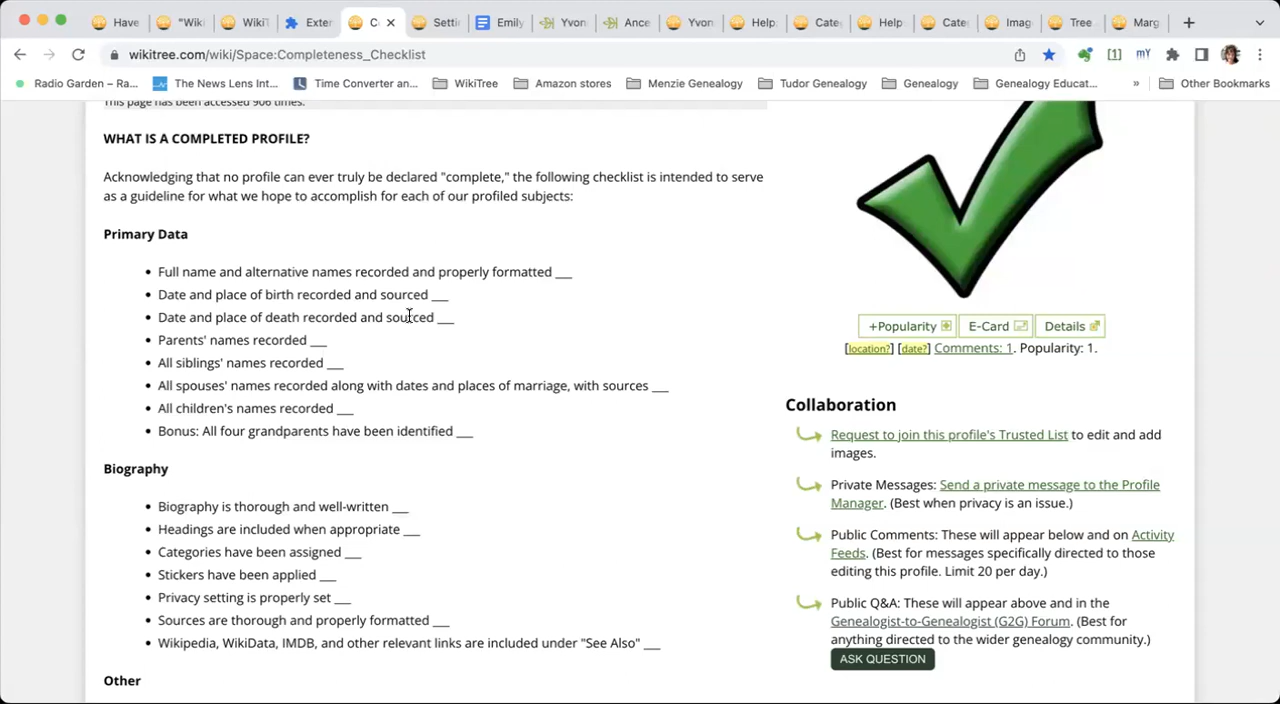 Have
"Wiki
WikiT
Exten
C
Settin
Emily
Yvon
Ance
Yvon
Help:
Cate
Help
Cate
Imag
Tree
Marg
wikitree.com/wiki/Space:Completeness_Checklist
[1]
mY
Radio Garden – Ra...
The News Lens Int...
Time Converter an...
WikiTree
Amazon stores
Menzie Genealogy
Tudor Genealogy
Genealogy
Genealogy Educat...
»
Other Bookmarks
This page has been accessed 906 times.
WHAT IS A COMPLETED PROFILE?
Acknowledging that no profile can ever truly be declared "complete," the following checklist is intended to serve
as a guideline for what we hope to accomplish for each of our profiled subjects:
Primary Data
• Full name and alternative names recorded and properly formatted ___
• Date and place of birth recorded and sourced ___
• Date and place of death recorded and sourced ___
• Parents' names recorded ___
• All siblings' names recorded ___
• All spouses' names recorded along with dates and places of marriage, with sources ___
• All children's names recorded ___
• Bonus: All four grandparents have been identified ___
Biography
• Biography is thorough and well-written ___
• Headings are included when appropriate ___
• Categories have been assigned ___
• Stickers have been applied ___
• Privacy setting is properly set ___
• Sources are thorough and properly formatted ___
• Wikipedia, WikiData, IMDB, and other relevant links are included under "See Also" ___
Other
+Popularity
E-Card
Details
[location?] [date?] Comments: 1. Popularity: 1.
Collaboration
Request to join this profile's Trusted List to edit and add
images.
Private Messages: Send a private message to the Profile
Manager. (Best when privacy is an issue.)
Public Comments: These will appear below and on Activity
Feeds. (Best for messages specifically directed to those
editing this profile. Limit 20 per day.)
Public Q&A: These will appear above and in the
Genealogist-to-Genealogist (G2G) Forum. (Best for
anything directed to the wider genealogy community.)
ASK QUESTION